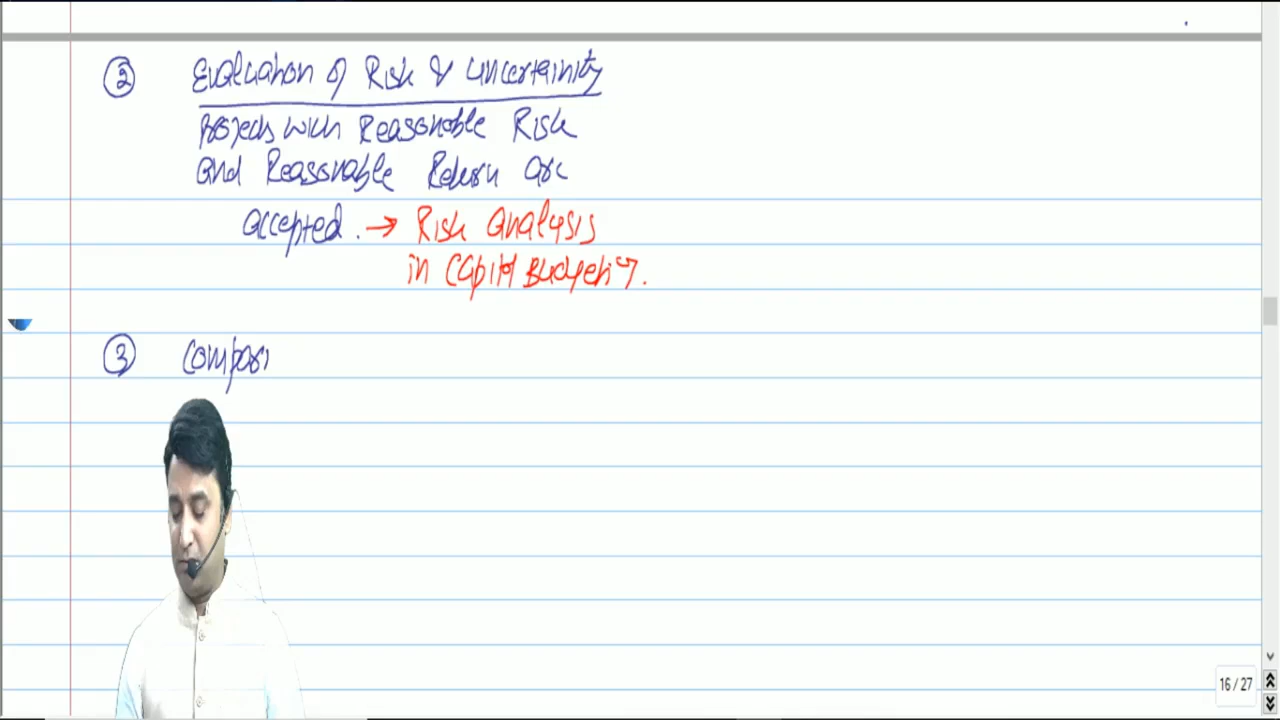 ② Evaluation of Risk & Uncertainity
Projects with Reasonable Risk
and Reasonable Return are
accepted. → Risk Analysis
in Capital Budgeting.
③ Compari
16 / 27